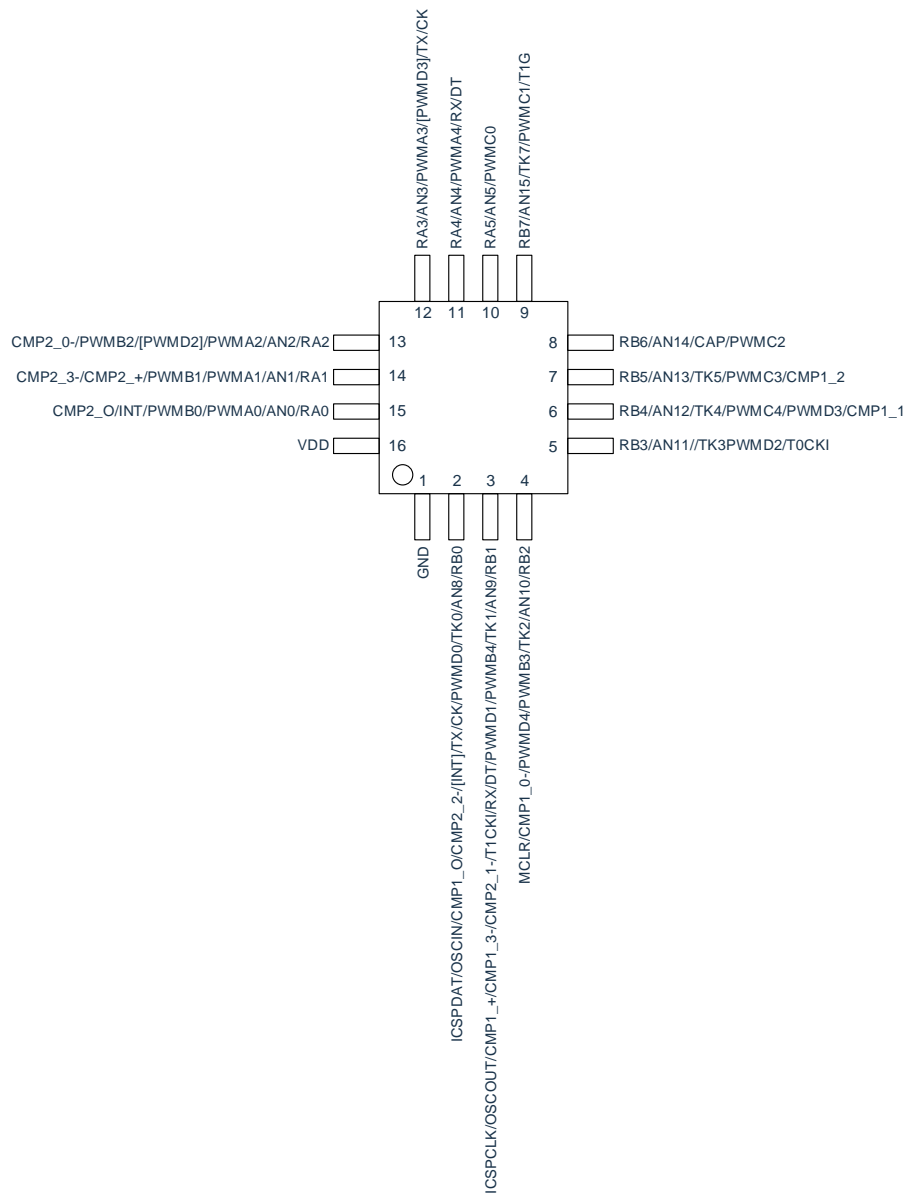 RA3/AN3/PWMA3/[PWMD3]/TX/CK
RA4/AN4/PWMA4/RX/DT
RA5/AN5/PWMC0
RB7/AN15/TK7/PWMC1/T1G
12
11
10
9
CMP2_0-/PWMB2/[PWMD2]/PWMA2/AN2/RA2
13
8
RB6/AN14/CAP/PWMC2
CMP2_3-/CMP2_+/PWMB1/PWMA1/AN1/RA1
14
7
RB5/AN13/TK5/PWMC3/CMP1_2
CMP2_O/INT/PWMB0/PWMA0/AN0/RA0
15
6
RB4/AN12/TK4/PWMC4/PWMD3/CMP1_1
VDD
16
5
RB3/AN11//TK3PWMD2/T0CKI
1
2
3
4
GND
ICSPDAT/OSCIN/CMP1_O/CMP2_2-/[INT]/TX/CK/PWMD0/TK0/AN8/RB0
ICSPCLK/OSCOUT/CMP1_+/CMP1_3-/CMP2_1-/T1CKI/RX/DT/PWMD1/PWMB4/TK1/AN9/RB1
MCLR/CMP1_0-/PWMD4/PWMB3/TK2/AN10/RB2